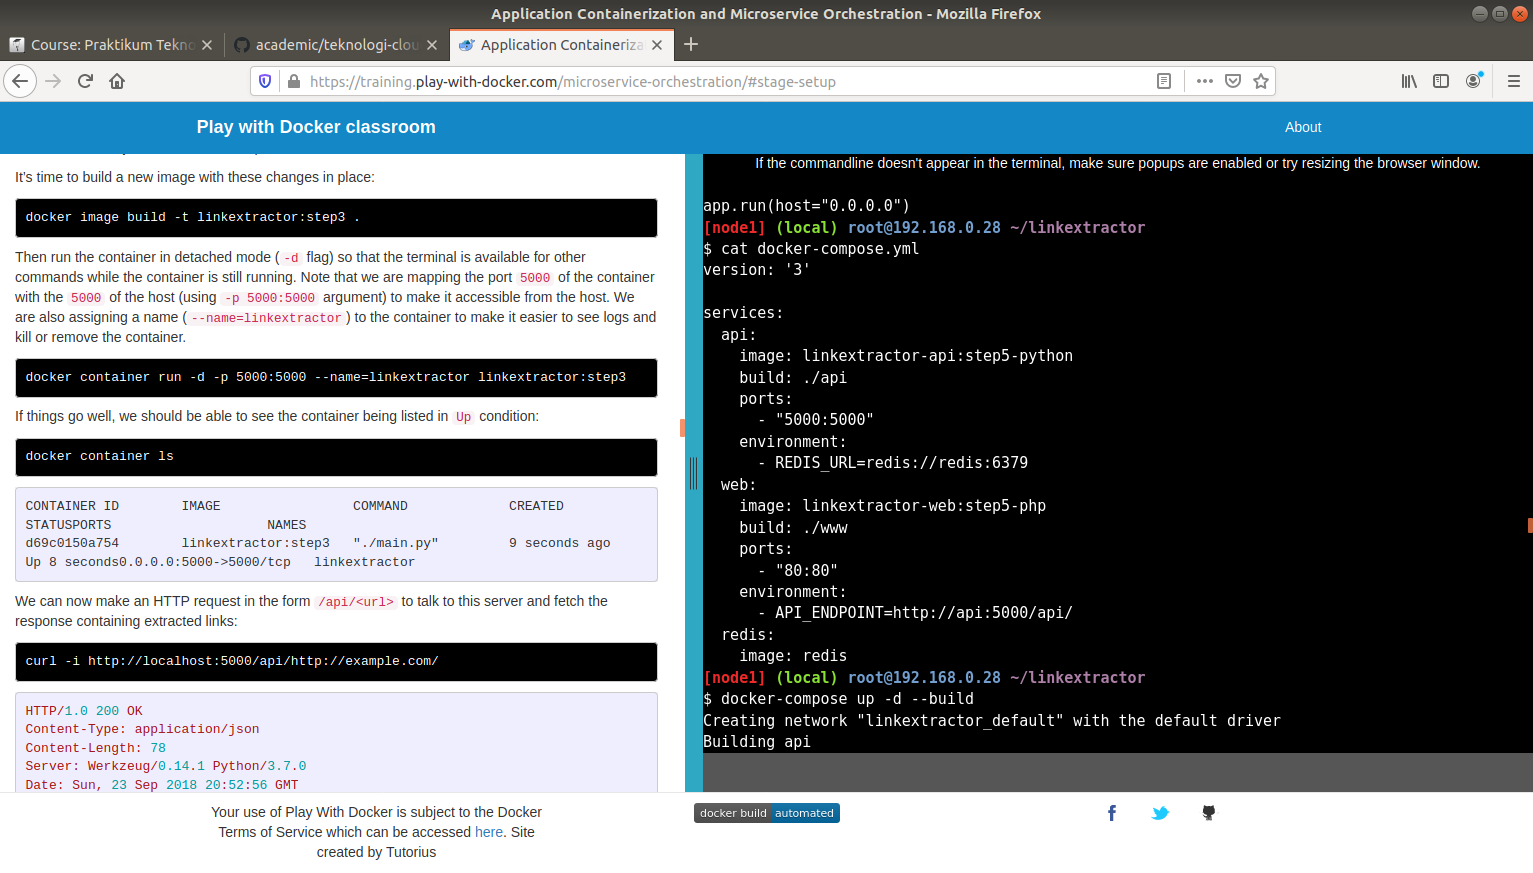 Application Containerization and Microservice Orchestration - Mozilla Firefox
Course: Praktikum Tekno
academic/teknologi-clou
Application Containeriza
https://training.play-with-docker.com/microservice-orchestration/#stage-setup
Play with Docker classroom
About
It's time to build a new image with these changes in place:
docker image build -t linkextractor:step3 .
Then run the container in detached mode ( -d flag) so that the terminal is available for other
commands while the container is still running. Note that we are mapping the port 5000 of the container
with the 5000 of the host (using -p 5000:5000 argument) to make it accessible from the host. We
are also assigning a name ( --name=linkextractor ) to the container to make it easier to see logs and
kill or remove the container.
docker container run -d -p 5000:5000 --name=linkextractor linkextractor:step3
If things go well, we should be able to see the container being listed in Up condition:
docker container ls
CONTAINER ID        IMAGE                 COMMAND             CREATED
STATUSPORTS                    NAMES
d69c0150a754        linkextractor:step3   "./main.py"         9 seconds ago
Up 8 seconds0.0.0.0:5000->5000/tcp   linkextractor
We can now make an HTTP request in the form /api/<url> to talk to this server and fetch the
response containing extracted links:
curl -i http://localhost:5000/api/http://example.com/
HTTP/1.0 200 OK
Content-Type: application/json
Content-Length: 78
Server: Werkzeug/0.14.1 Python/3.7.0
Date: Sun, 23 Sep 2018 20:52:56 GMT
If the commandline doesn't appear in the terminal, make sure popups are enabled or try resizing the browser window.
app.run(host="0.0.0.0")
[node1] (local) root@192.168.0.28 ~/linkextractor
$ cat docker-compose.yml
version: '3'
services:
  api:
    image: linkextractor-api:step5-python
    build: ./api
    ports:
      - "5000:5000"
    environment:
      - REDIS_URL=redis://redis:6379
  web:
    image: linkextractor-web:step5-php
    build: ./www
    ports:
      - "80:80"
    environment:
      - API_ENDPOINT=http://api:5000/api/
  redis:
    image: redis
[node1] (local) root@192.168.0.28 ~/linkextractor
$ docker-compose up -d --build
Creating network "linkextractor_default" with the default driver
Building api
Your use of Play With Docker is subject to the Docker
Terms of Service which can be accessed here. Site
created by Tutorius
docker build automated